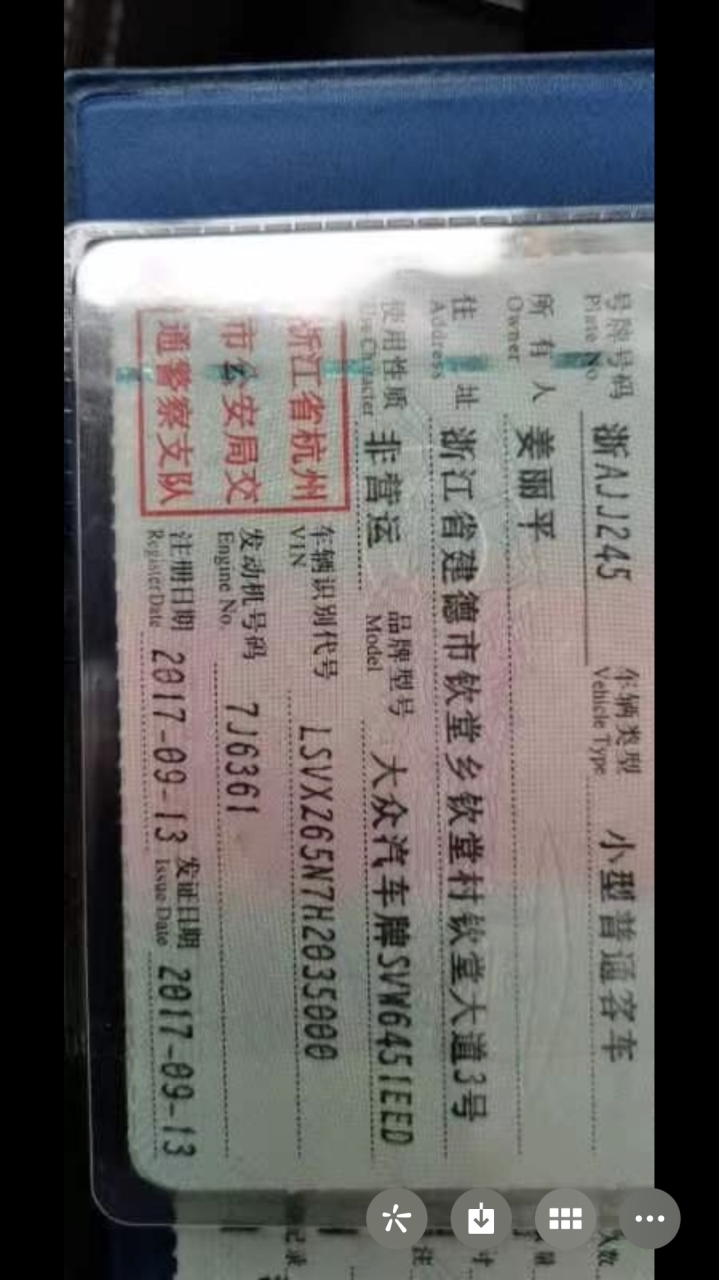 号牌号码 浙AJJ245 车辆类型 小型普通客车
Plate No. Vehicle Type
所有人 姜丽平
Owner
住址 浙江省建德市钦堂乡钦堂村钦堂大道3号
Address
使用性质 非营运 品牌型号 大众汽车牌SVW6451EED
Use Character Model
浙江省杭州
市公安局交
通警察支队
车辆识别代号 LSVXZ65N7H2035000
VIN
发动机号码 7J6361
Engine No.
注册日期 2017-09-13 发证日期 2017-09-13
Register Date Issue Date